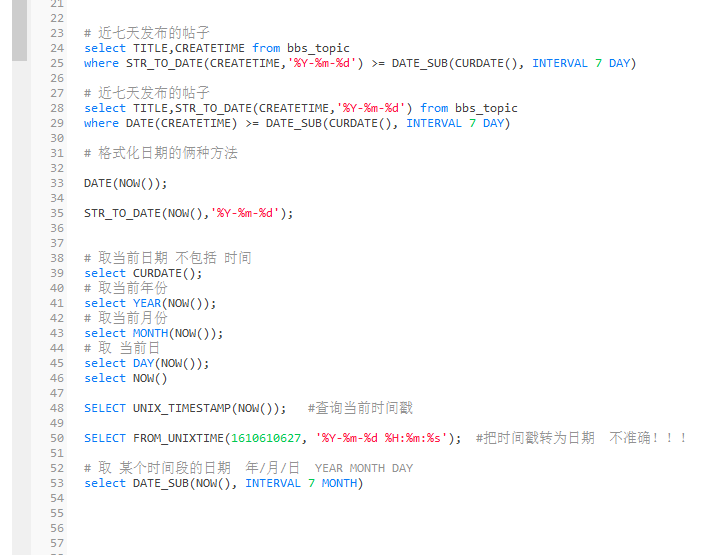 21
22
23 # 近七天发布的帖子
24 select TITLE,CREATETIME from bbs_topic
25 where STR_TO_DATE(CREATETIME,'%Y-%m-%d') >= DATE_SUB(CURDATE(), INTERVAL 7 DAY)
26
27 # 近七天发布的帖子
28 select TITLE,STR_TO_DATE(CREATETIME,'%Y-%m-%d') from bbs_topic
29 where DATE(CREATETIME) >= DATE_SUB(CURDATE(), INTERVAL 7 DAY)
30
31 # 格式化日期的俩种方法
32
33 DATE(NOW());
34
35 STR_TO_DATE(NOW(),'%Y-%m-%d');
36
37
38 # 取当前日期 不包括 时间
39 select CURDATE();
40 # 取当前年份
41 select YEAR(NOW());
42 # 取当前月份
43 select MONTH(NOW());
44 # 取 当前日
45 select DAY(NOW());
46 select NOW()
47
48 SELECT UNIX_TIMESTAMP(NOW()); #查询当前时间戳
49
50 SELECT FROM_UNIXTIME(1610610627, '%Y-%m-%d %H:%m:%s'); #把时间戳转为日期 不准确！！！
51
52 # 取 某个时间段的日期 年/月/日 YEAR MONTH DAY
53 select DATE_SUB(NOW(), INTERVAL 7 MONTH)
54
55
56
57